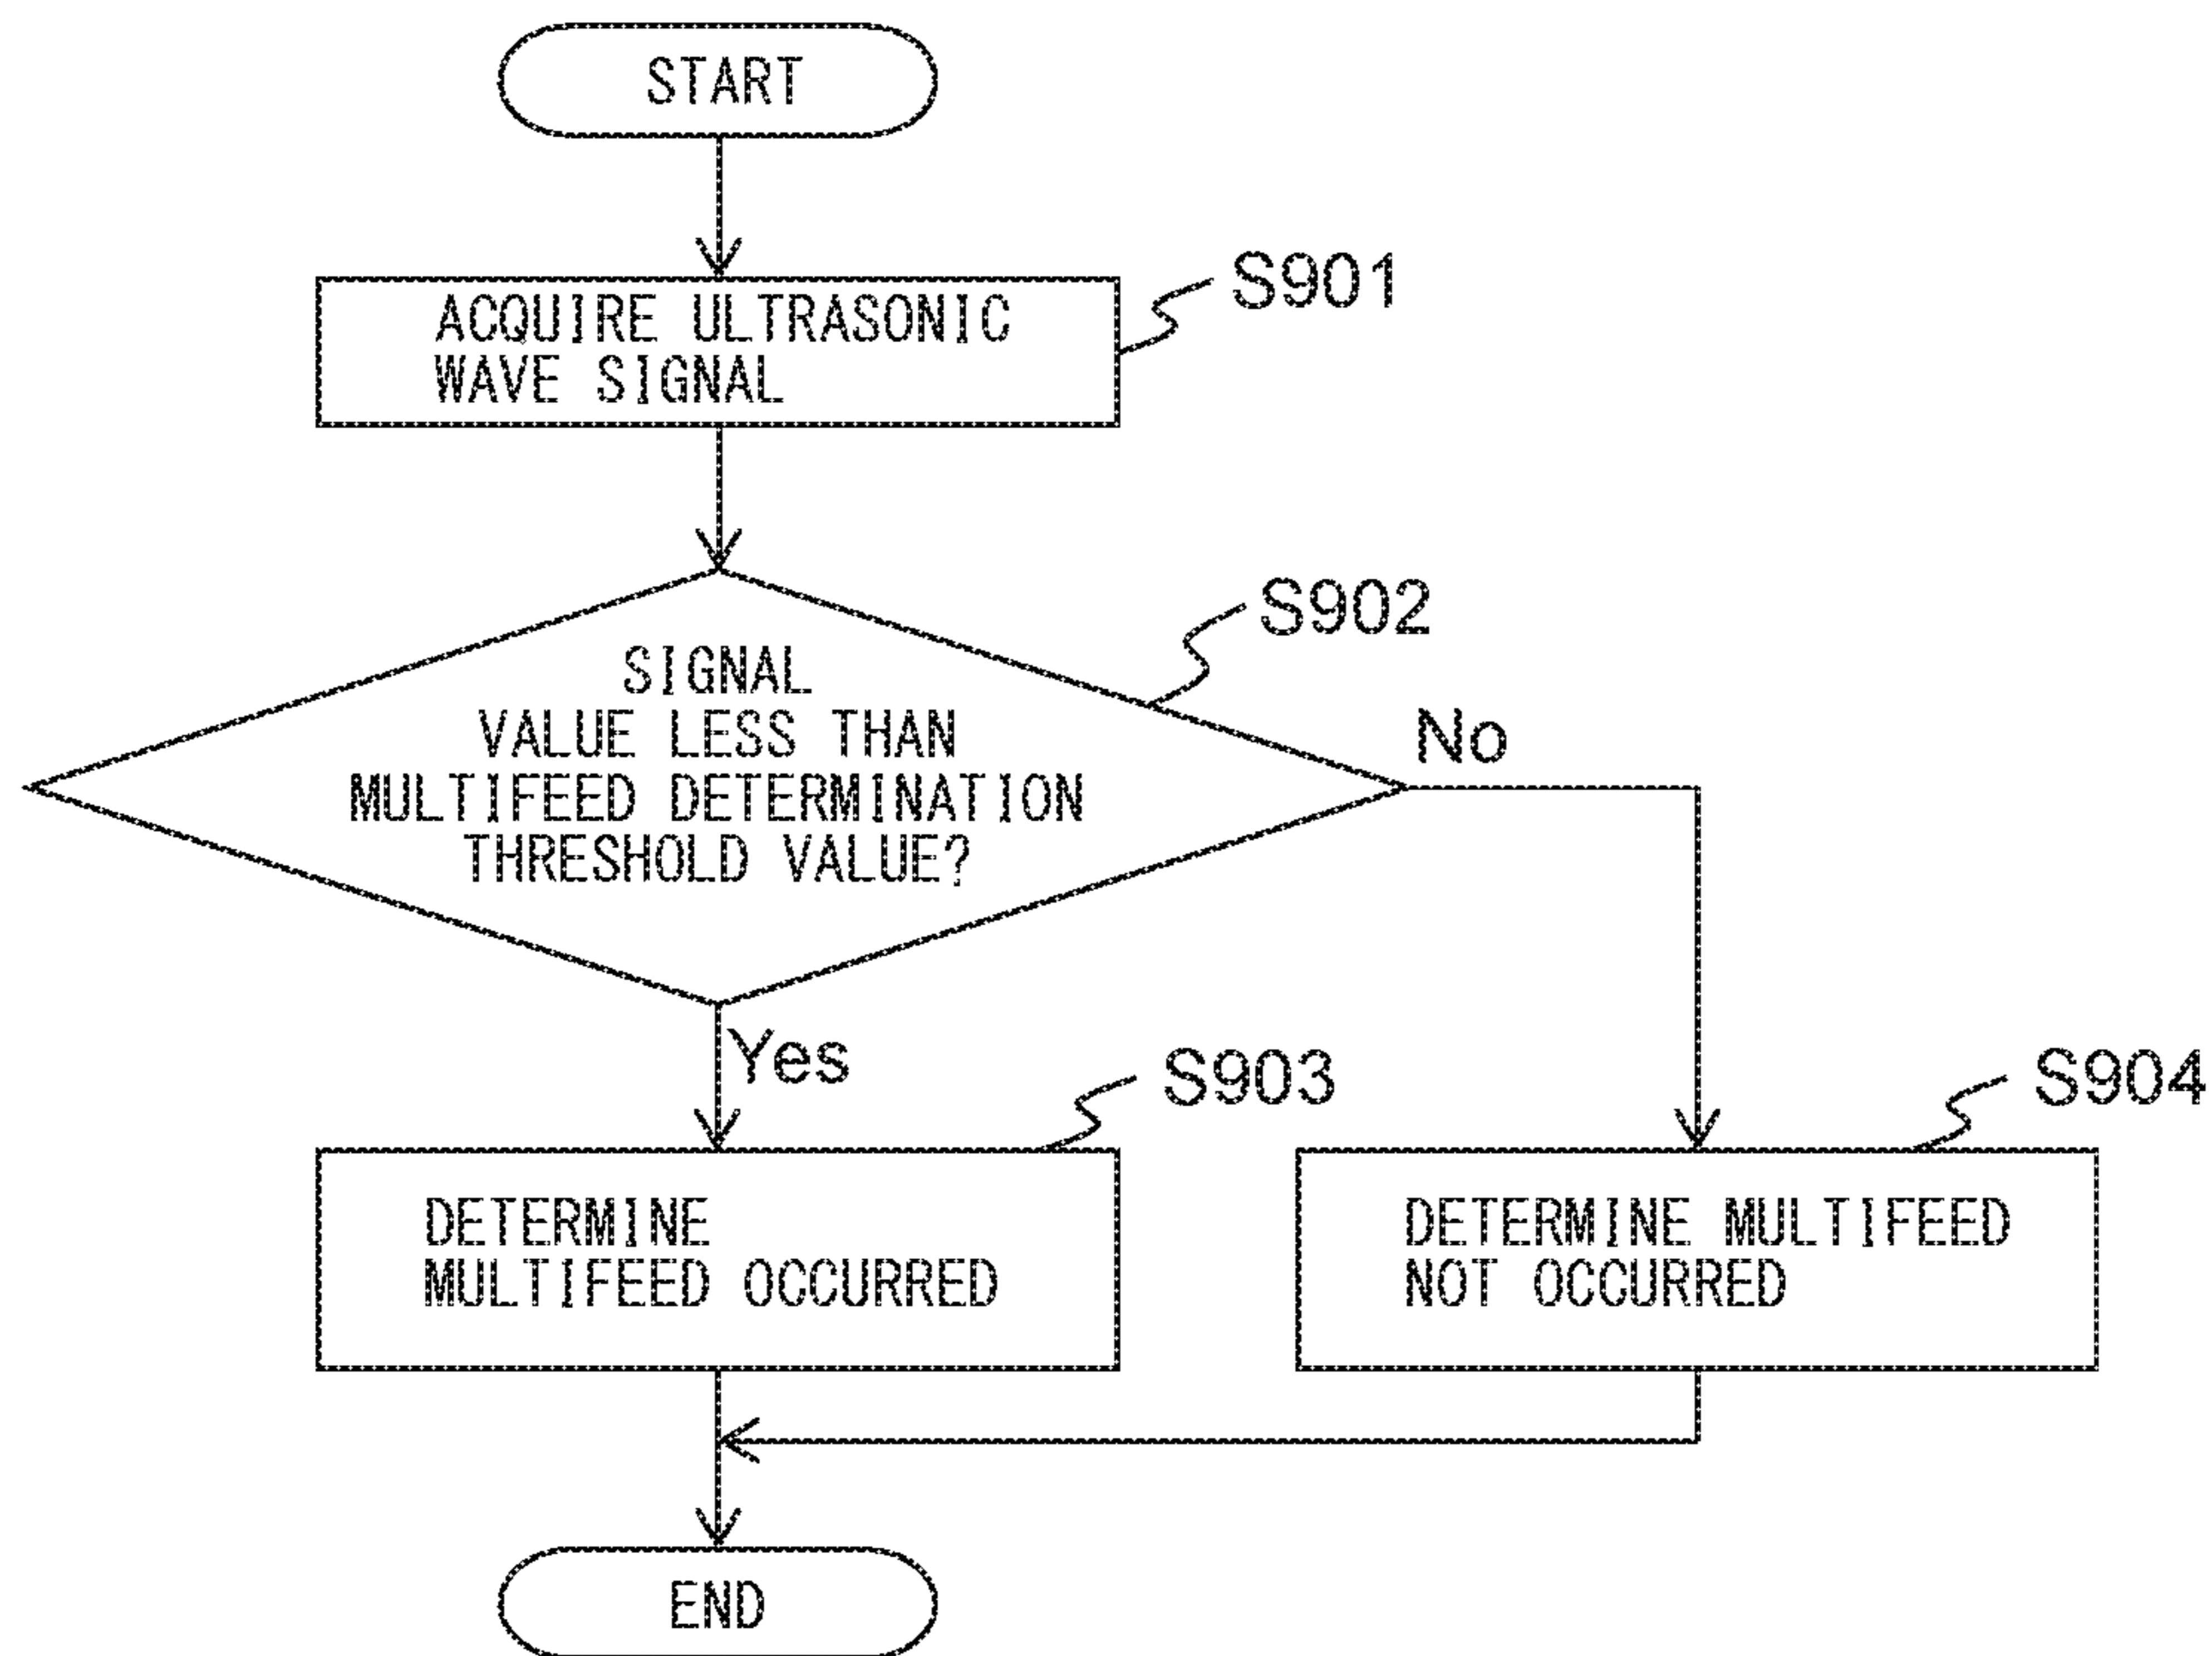 START
ACQUIRE ULTRASONIC
WAVE SIGNAL
S901
SIGNAL
VALUE LESS THAN
MULTIFEED DETERMINATION
THRESHOLD VALUE?
S902
No
Yes
S903
DETERMINE
MULTIFEED OCCURRED
S904
DETERMINE MULTIFEED
NOT OCCURRED
END